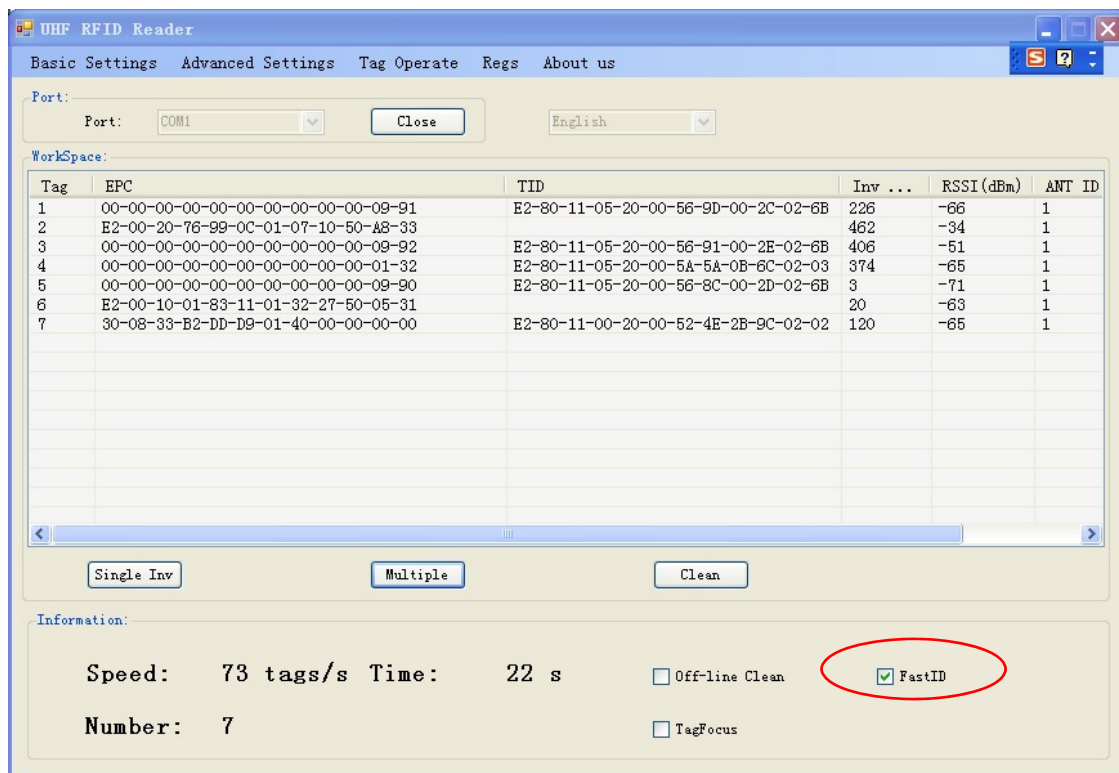 UHF RFID Reader
Basic Settings Advanced Settings Tag Operate Regs About us
Port:
Port: COM1 Close English
WorkSpace:
Tag EPC TID Inv ... RSSI(dBm) ANT ID
1 00-00-00-00-00-00-00-00-00-00-09-91 E2-80-11-05-20-00-56-9D-00-2C-02-6B 226 -66 1
2 E2-00-20-76-99-0C-01-07-10-50-A8-33 462 -34 1
3 00-00-00-00-00-00-00-00-00-00-09-92 E2-80-11-05-20-00-56-91-00-2E-02-6B 406 -51 1
4 00-00-00-00-00-00-00-00-00-00-01-32 E2-80-11-05-20-00-5A-5A-0B-6C-02-03 374 -65 1
5 00-00-00-00-00-00-00-00-00-00-09-90 E2-80-11-05-20-00-56-8C-00-2D-02-6B 3 -71 1
6 E2-00-10-01-83-11-01-32-27-50-05-31 20 -63 1
7 30-08-33-B2-DD-D9-01-40-00-00-00-00 E2-80-11-00-20-00-52-4E-2B-9C-02-02 120 -65 1
Single Inv Multiple Clean
Information:
Speed: 73 tags/s Time: 22 s Off-line Clean FastID
Number: 7 TagFocus